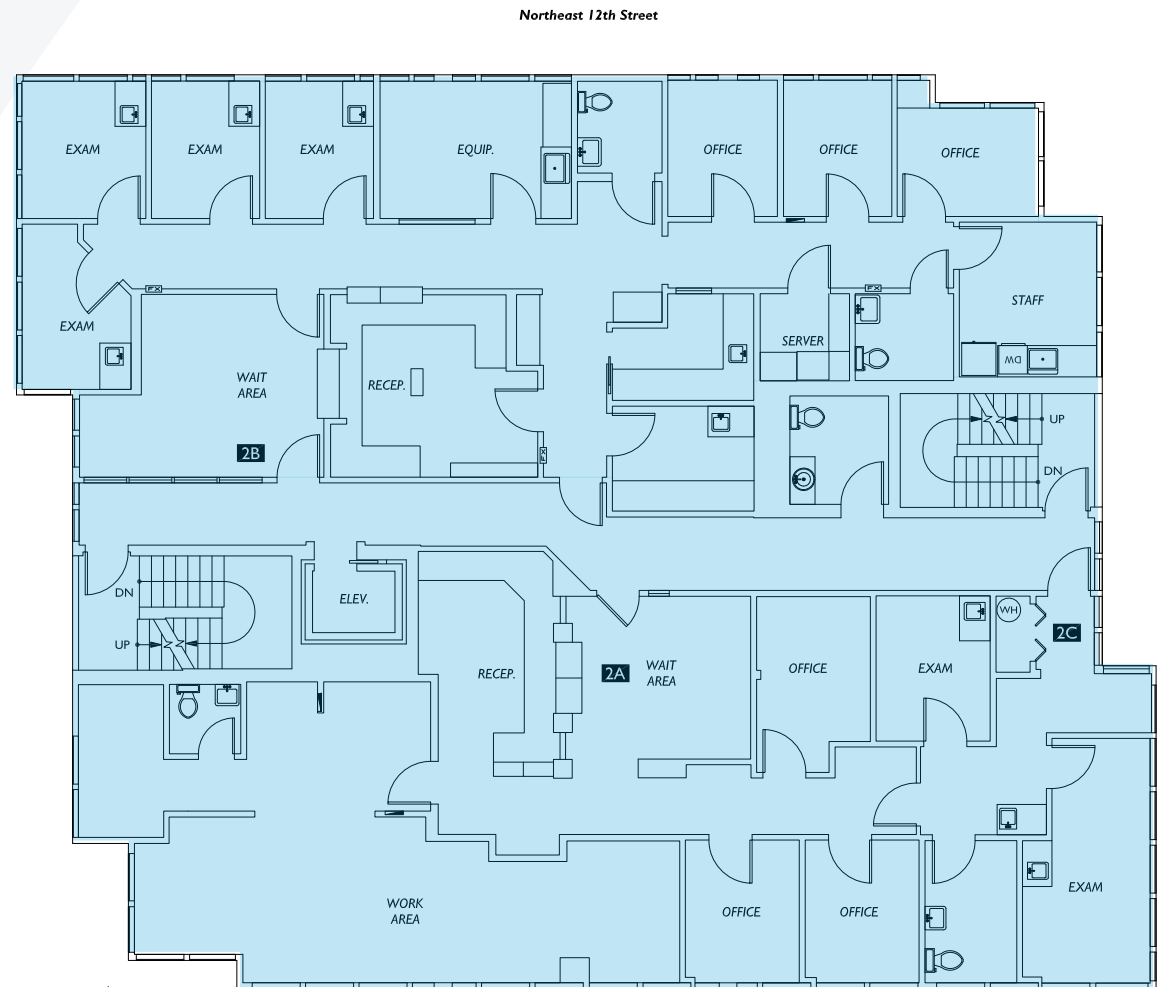 Northeast 12th Street
EXAM
EXAM
EXAM
EQUIP.
OFFICE
OFFICE
OFFICE
FX
FX
EXAM
STAFF
SERVER
DW
WAIT
AREA
RECEP.
2B
FX
UP
DN
DN
UP
ELEV.
WH
2C
RECEP.
2A
WAIT
AREA
OFFICE
EXAM
EXAM
WORK
AREA
OFFICE
OFFICE